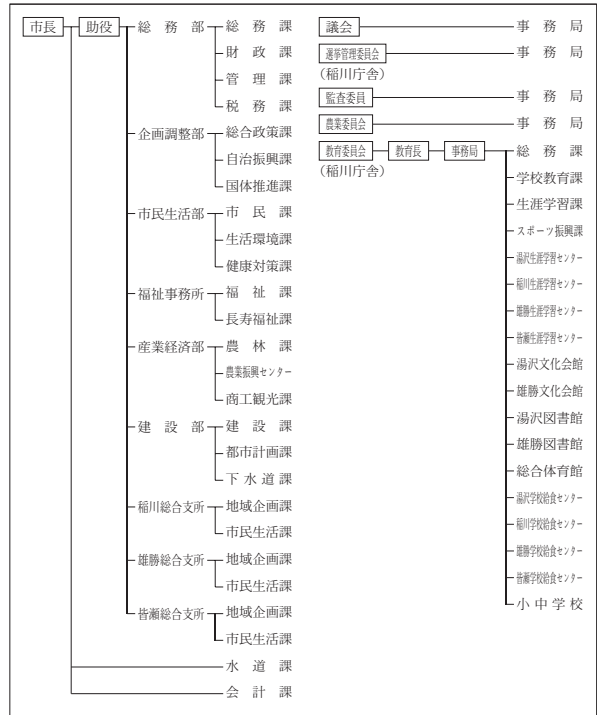 市長 助役 総務部 総務課
財政課
管理課
税務課
企画調整部 総合政策課
自治振興課
国体推進課
市民生活部 市民課
生活環境課
健康対策課
福祉事務所 福祉課
長寿福祉課
産業経済部 農林課
農業振興センター
商工観光課
建設部 建設課
都市計画課
下水道課
稲川総合支所 地域企画課
市民生活課
雄勝総合支所 地域企画課
市民生活課
皆瀬総合支所 地域企画課
市民生活課
水道課
会計課
議会 事務局
選挙管理委員会 事務局
(稲川庁舎)
監査委員 事務局
農業委員会 事務局
教育委員会 教育長 事務局 総務課
(稲川庁舎)
学校教育課
生涯学習課
スポーツ振興課
湯沢生涯学習センター
稲川生涯学習センター
雄勝生涯学習センター
皆瀬生涯学習センター
湯沢文化会館
雄勝文化会館
湯沢図書館
雄勝図書館
総合体育館
湯沢学校給食センター
稲川学校給食センター
雄勝学校給食センター
皆瀬学校給食センター
小中学校